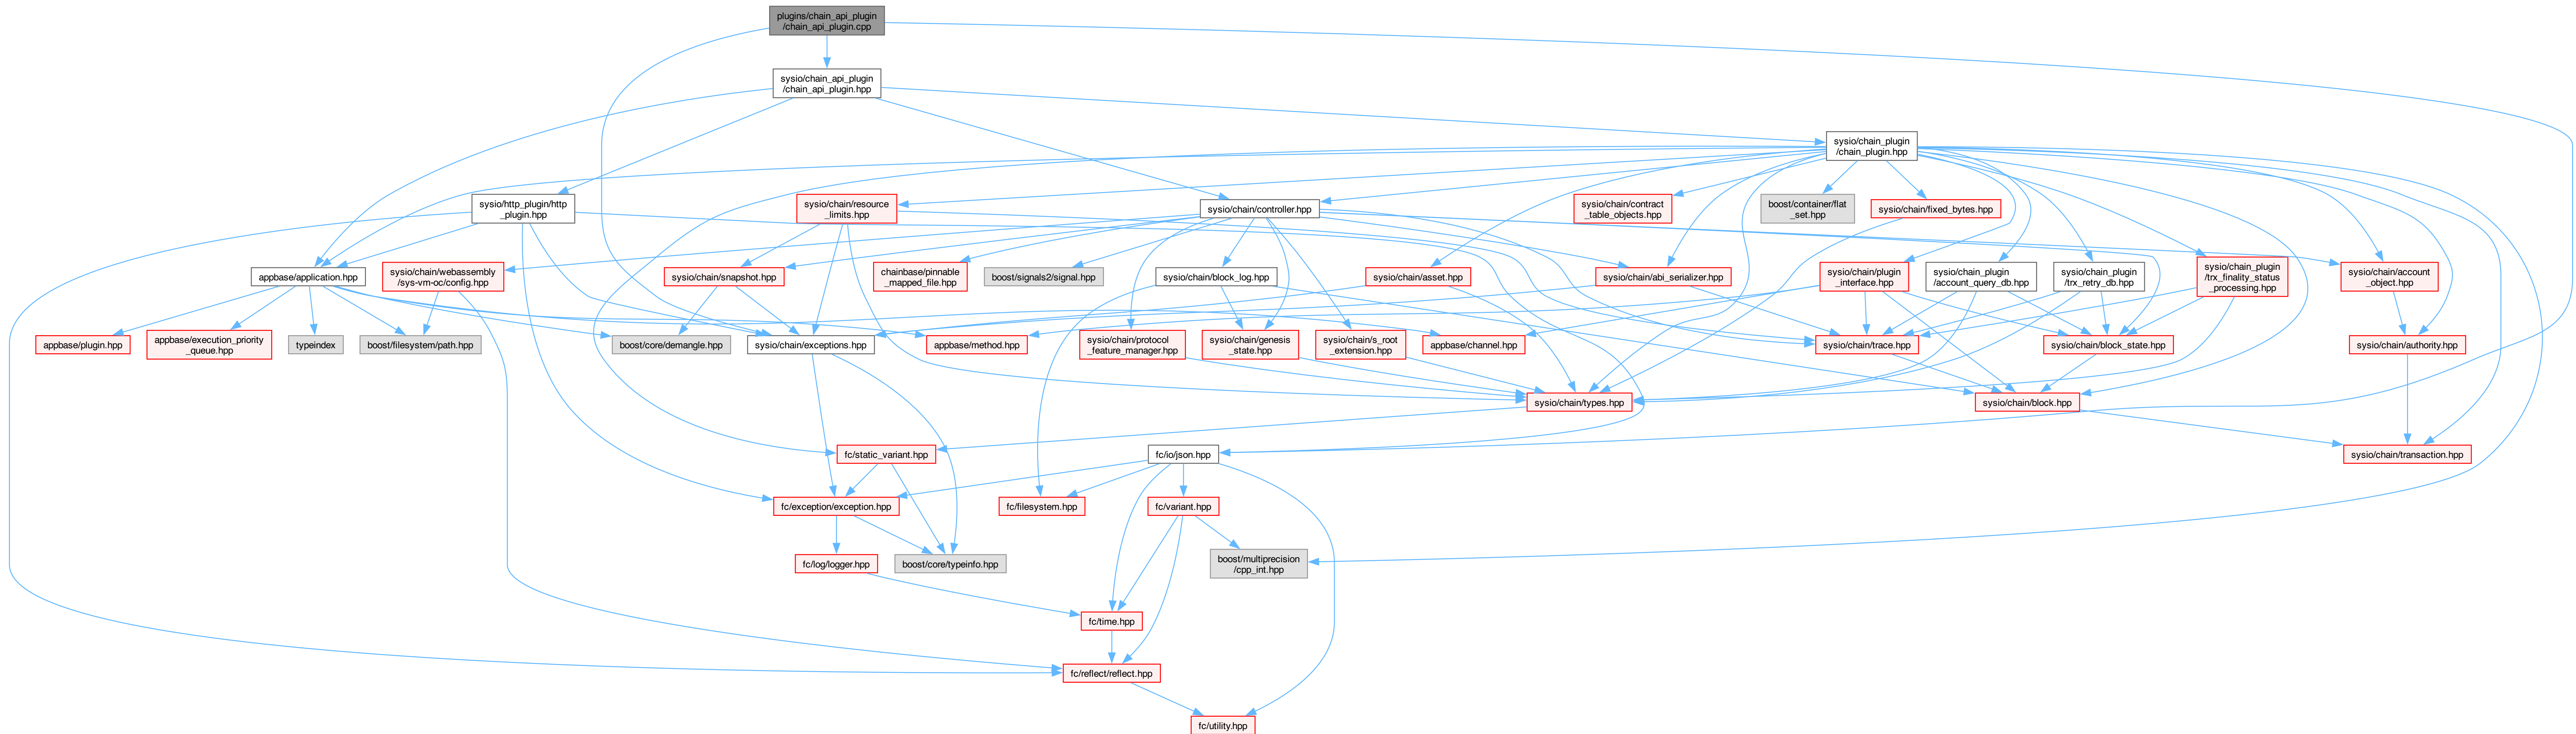 plugins/chain_api_plugin
/chain_api_plugin.cpp
sysio/chain_api_plugin
/chain_api_plugin.hpp
sysio/chain_plugin
/chain_plugin.hpp
sysio/http_plugin/http
_plugin.hpp
sysio/chain/resource
_limits.hpp
sysio/chain/controller.hpp
sysio/chain/contract
_table_objects.hpp
boost/container/flat
_set.hpp
sysio/chain/fixed_bytes.hpp
appbase/application.hpp
sysio/chain/webassembly
/sys-vm-oc/config.hpp
sysio/chain/snapshot.hpp
chainbase/pinnable
_mapped_file.hpp
boost/signals2/signal.hpp
sysio/chain/block_log.hpp
sysio/chain/asset.hpp
sysio/chain/abi_serializer.hpp
sysio/chain/plugin
_interface.hpp
sysio/chain_plugin
/account_query_db.hpp
sysio/chain_plugin
/trx_retry_db.hpp
sysio/chain_plugin
/trx_finality_status
_processing.hpp
sysio/chain/account
_object.hpp
appbase/plugin.hpp
appbase/execution_priority
_queue.hpp
typeindex
boost/filesystem/path.hpp
boost/core/demangle.hpp
sysio/chain/exceptions.hpp
appbase/method.hpp
sysio/chain/protocol
_feature_manager.hpp
sysio/chain/genesis
_state.hpp
sysio/chain/s_root
_extension.hpp
appbase/channel.hpp
sysio/chain/trace.hpp
sysio/chain/block_state.hpp
sysio/chain/authority.hpp
sysio/chain/types.hpp
sysio/chain/block.hpp
fc/static_variant.hpp
fc/io/json.hpp
sysio/chain/transaction.hpp
fc/exception/exception.hpp
fc/filesystem.hpp
fc/variant.hpp
fc/log/logger.hpp
boost/core/typeinfo.hpp
boost/multiprecision
/cpp_int.hpp
fc/time.hpp
fc/reflect/reflect.hpp
fc/utility.hpp